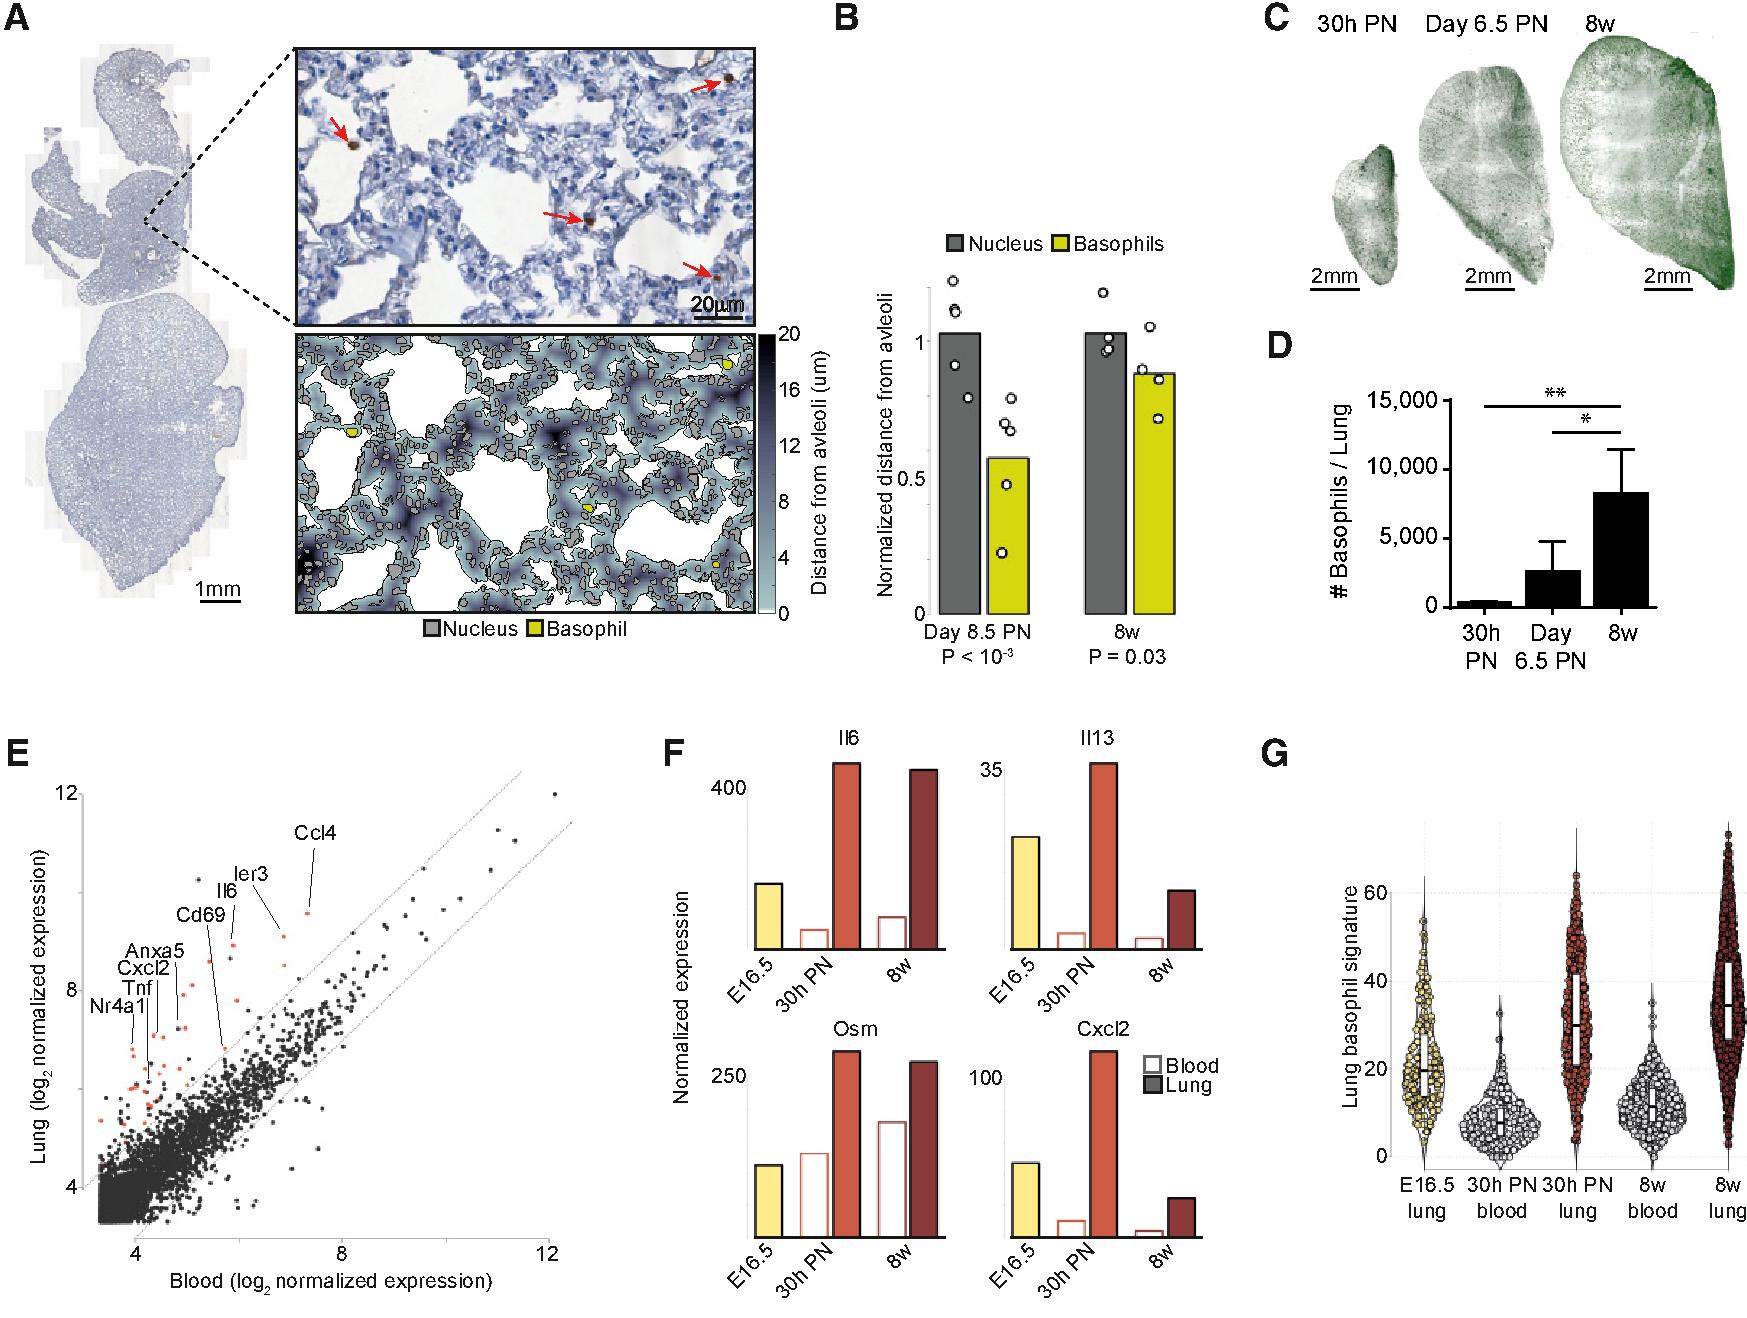 A
20µm
1mm
20
16
12
8
4
0
Distance from avleoli (um)
Nucleus Basophil
B
Nucleus Basophils
Normalized distance from avleoli
1
0.5
0
Day 8.5 PN
P < 10-3
8w
P = 0.03
C
30h PN Day 6.5 PN 8w
2mm 2mm 2mm
D
# Basophils / Lung
15,000
10,000
5,000
0
**
*
30h
PN
Day
6.5 PN
8w
E
Lung (log2 normalized expression)
12
8
4
Ccl4
Ier3
Il6
Cd69
Anxa5
Cxcl2
Tnf
Nr4a1
4 8 12
Blood (log2 normalized expression)
F
Normalized expression
Il6
400
E16.5 30h PN 8w
Il13
35
E16.5 30h PN 8w
Osm
250
E16.5 30h PN 8w
Cxcl2
100
E16.5 30h PN 8w
Blood
Lung
G
Lung basophil signature
60
40
20
0
E16.5 30h PN 30h PN 8w 8w
lung blood lung blood lung